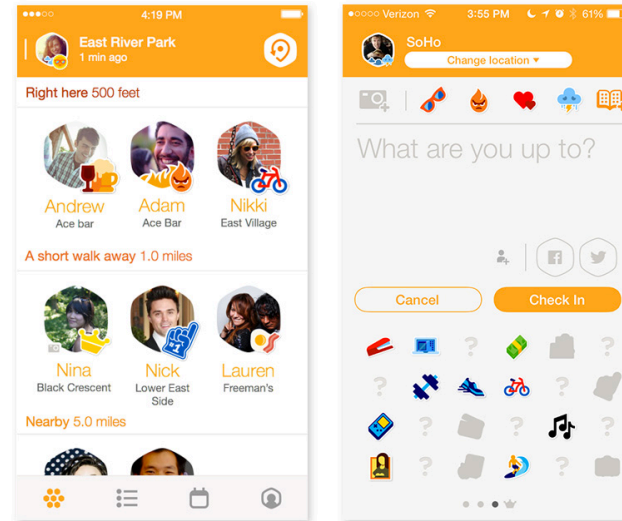 4:19 PM
East River Park
1 min ago
Right here 500 feet
Andrew
Ace bar
Adam
Ace Bar
Nikki
East Village
A short walk away 1.0 miles
Nina
Black Crescent
Nick
Lower East
Side
Lauren
Freeman's
Nearby 5.0 miles
Verizon 3:55 PM 61%
SoHo
Change location ▾
What are you up to?
Cancel
Check In
? ?
? ?
? ? ?
? ?
#1